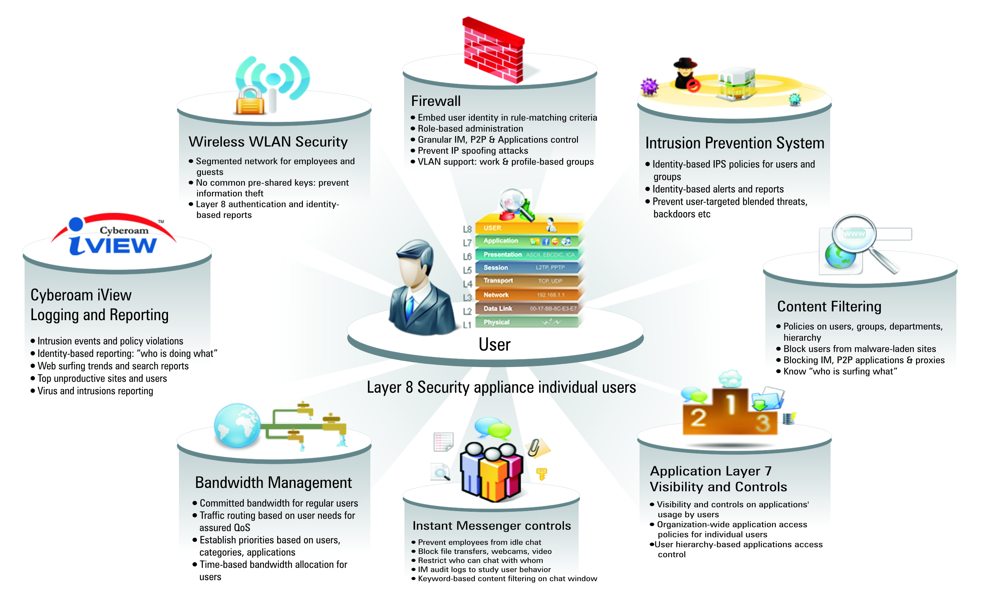 Firewall
• Embed user identity in rule-matching criteria
• Role-based administration
• Granular IM, P2P & Applications control
• Prevent IP spoofing attacks
• VLAN support: work & profile-based groups
Wireless WLAN Security
• Segmented network for employees and
guests
• No common pre-shared keys: prevent
information theft
• Layer 8 authentication and identity-
based reports
Intrusion Prevention System
• Identity-based IPS policies for users and
groups
• Identity-based alerts and reports
• Prevent user-targeted blended threats,
backdoors etc
Cyberoam
iVIEW
TM
Cyberoam iView
Logging and Reporting
• Intrusion events and policy violations
• Identity-based reporting: “who is doing what”
• Web surfing trends and search reports
• Top unproductive sites and users
• Virus and intrusions reporting
L8 USER
L7 Application
L6 Presentation ASCII, EBCDIC, ICA
L5 Session L2TP, PPTP
L4 Transport TCP, UDP
L3 Network 192.168.1.1
L2 Data Link 00-17-BB-8C-E3-E7
L1 Physical
User
Layer 8 Security appliance individual users
www
Content Filtering
• Policies on users, groups, departments,
hierarchy
• Block users from malware-laden sites
• Blocking IM, P2P applications & proxies
• Know “who is surfing what”
Bandwidth Management
• Committed bandwidth for regular users
• Traffic routing based on user needs for
assured QoS
• Establish priorities based on users,
categories, applications
• Time-based bandwidth allocation for
users
Instant Messenger controls
• Prevent employees from idle chat
• Block file transfers, webcams, video
• Restrict who can chat with whom
• IM audit logs to study user behavior
• Keyword-based content filtering on chat window
2 1 3
Application Layer 7
Visibility and Controls
• Visibility and controls on applications'
usage by users
• Organization-wide application access
policies for individual users
•User hierarchy-based applications access
control